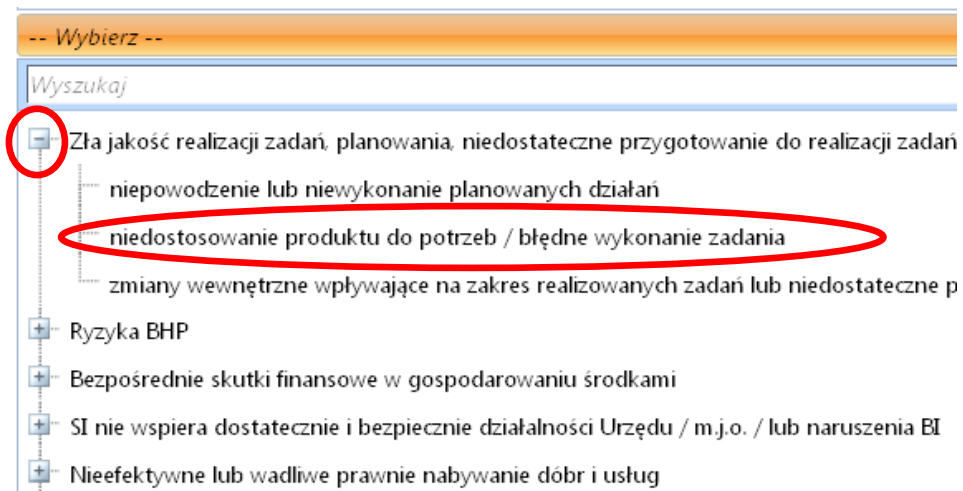 -- Wybierz --
Wyszukaj
Zła jakość realizacji zadań, planowania, niedostateczne przygotowanie do realizacji zadań
niepowodzenie lub niewykonanie planowanych działań
niedostosowanie produktu do potrzeb / błędne wykonanie zadania
zmiany wewnętrzne wpływające na zakres realizowanych zadań lub niedostateczne
Ryzyka BHP
Bezpośrednie skutki finansowe w gospodarowaniu środkami
SI nie wspiera dostatecznie i bezpiecznie działalności Urzędu / m.j.o. / lub naruszenia BI
Nieefektywne lub wadliwe prawnie nabywanie dóbr i usług